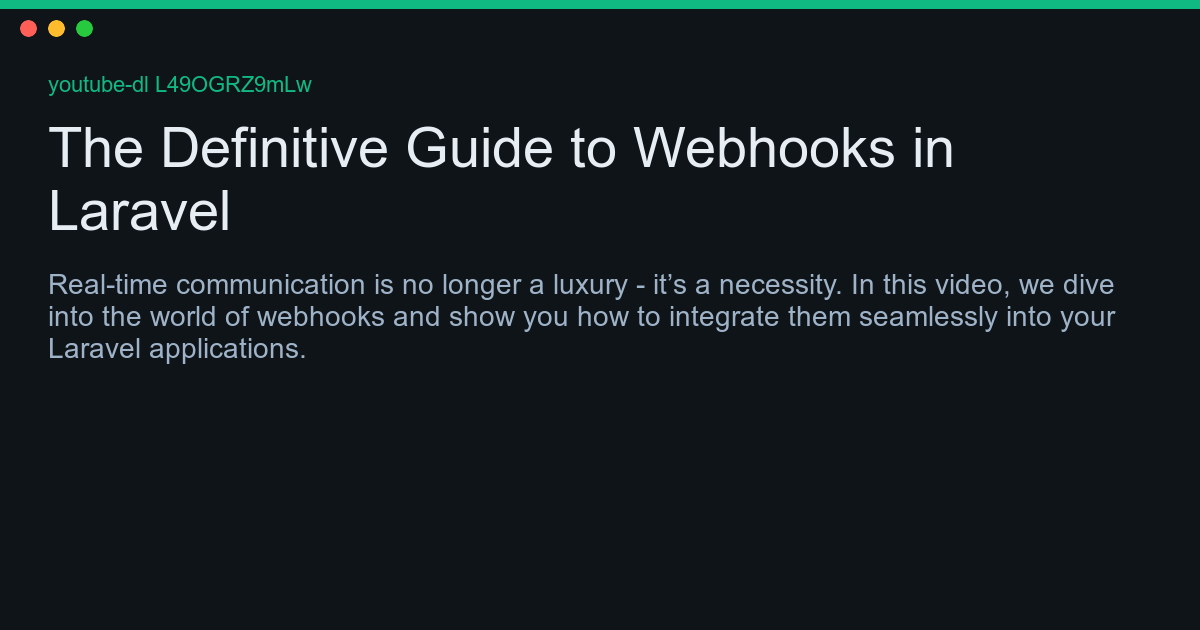 youtube-dl L49OGRZ9mLw
The Definitive Guide to Webhooks in
Laravel
Real-time communication is no longer a luxury - it’s a necessity. In this video, we dive
into the world of webhooks and show you how to integrate them seamlessly into your
Laravel applications.